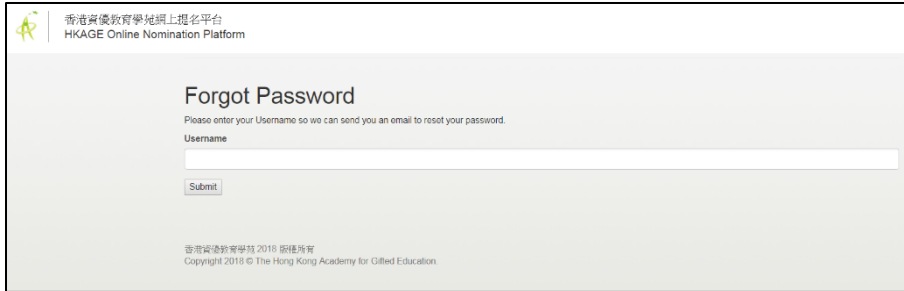 香港資優教育學苑網上提名平台
HKAGE Online Nomination Platform
Forgot Password
Please enter your Username so we can send you an email to reset your password.
Username
Submit
香港資優教育學苑 2018 版權所有
Copyright 2018 © The Hong Kong Academy for Gifted Education.